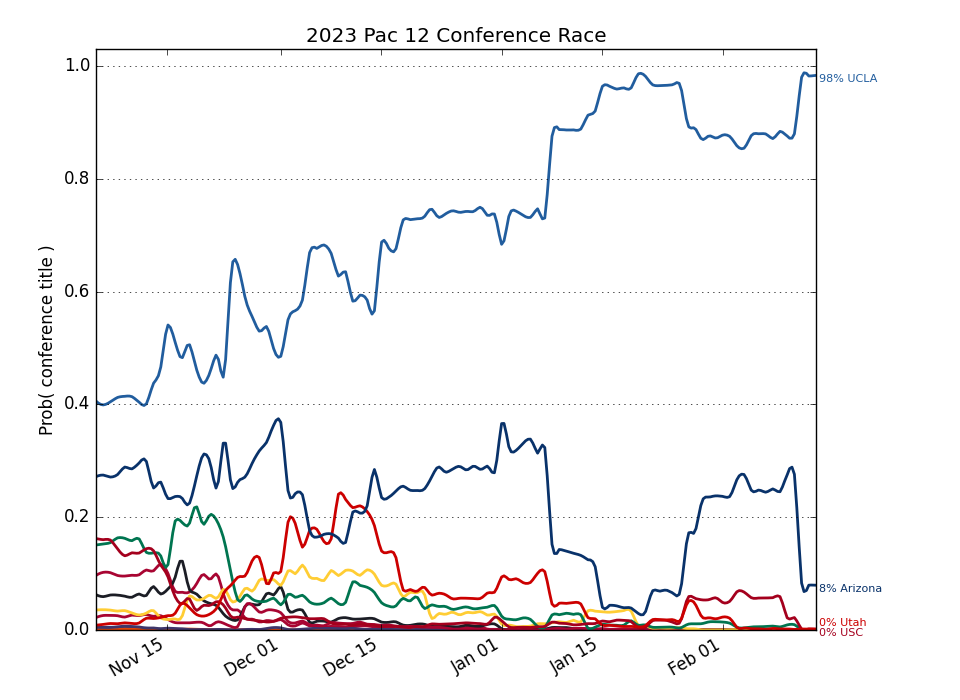 2023 Pac 12 Conference Race
Prob( conference title )
1.0
0.8
0.6
0.4
0.2
0.0
Nov 15
Dec 01
Dec 15
Jan 01
Jan 15
Feb 01
98% UCLA
8% Arizona
0% Utah
0% USC